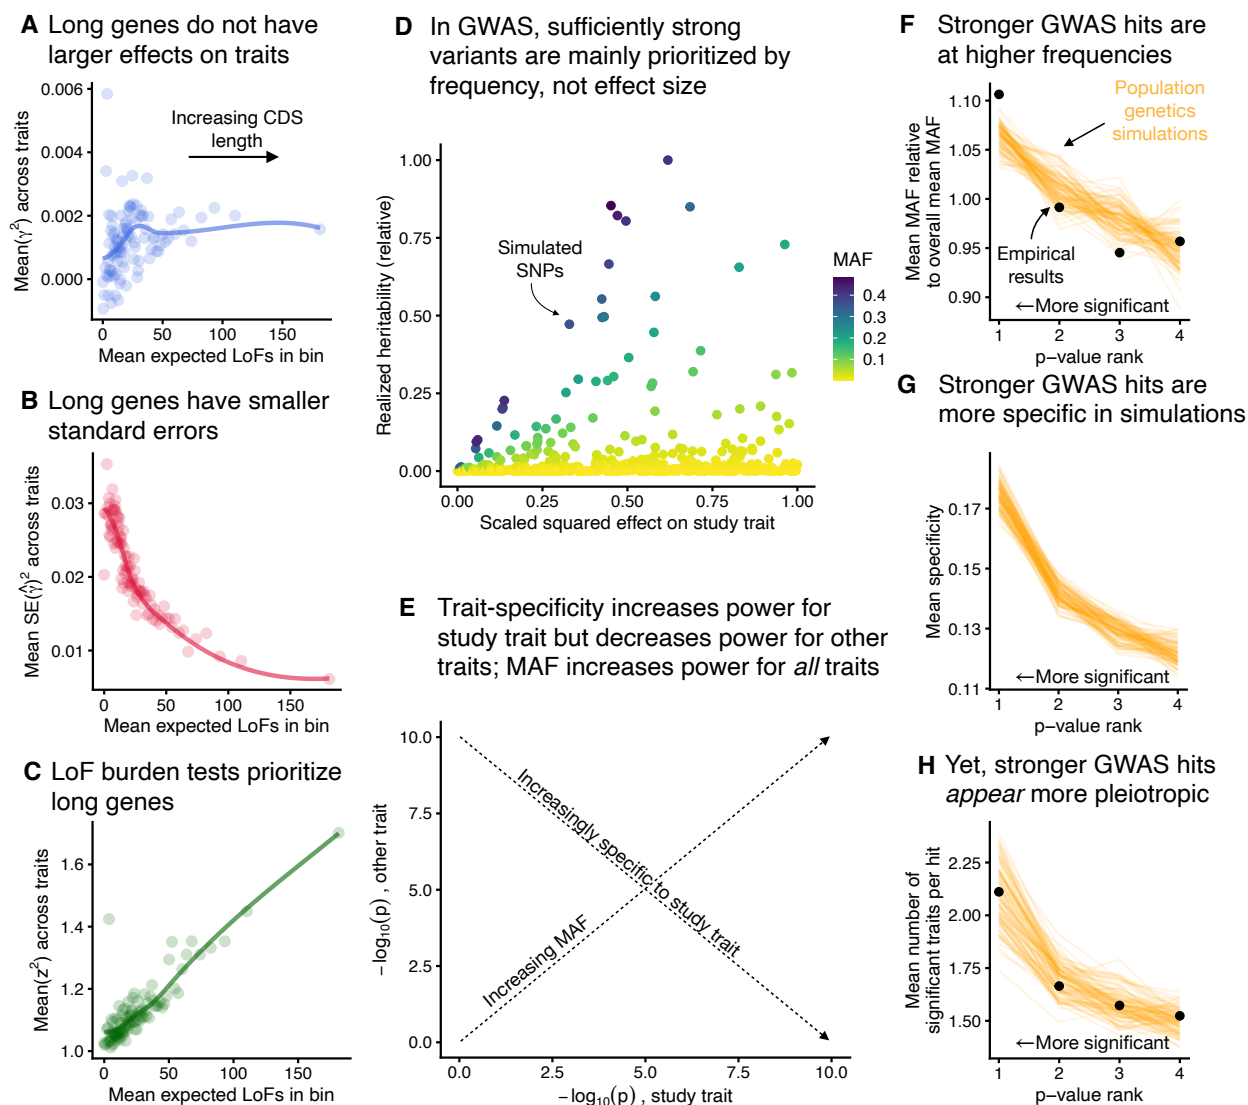 A Long genes do not have
larger effects on traits
0.006
0.004
0.002
0.000
Mean(γ²) across traits
Increasing CDS
length
0
50
100
150
Mean expected LoFs in bin
B Long genes have smaller
standard errors
0.03
0.02
0.01
Mean SE(γ̂)² across traits
0
50
100
150
Mean expected LoFs in bin
C LoF burden tests prioritize
long genes
1.6
1.4
1.2
1.0
Mean(z²) across traits
0
50
100
150
Mean expected LoFs in bin
D In GWAS, sufficiently strong
variants are mainly prioritized by
frequency, not effect size
1.00
0.75
0.50
0.25
0.00
Realized heritability (relative)
Simulated
SNPs
MAF
0.4
0.3
0.2
0.1
0.00
0.25
0.50
0.75
1.00
Scaled squared effect on study trait
E Trait-specificity increases power for
study trait but decreases power for other
traits; MAF increases power for all traits
10.0
7.5
5.0
2.5
0.0
−log₁₀(p) , other trait
Increasingly specific to study trait
Increasing MAF
0.0
2.5
5.0
7.5
10.0
−log₁₀(p) , study trait
F Stronger GWAS hits are
at higher frequencies
1.10
1.05
1.00
0.95
0.90
Mean MAF relative
to overall mean MAF
Population
genetics
simulations
Empirical
results
←More significant
1
2
3
4
p−value rank
G Stronger GWAS hits are
more specific in simulations
0.17
0.15
0.13
0.11
Mean specificity
←More significant
1
2
3
4
p−value rank
H Yet, stronger GWAS hits
appear more pleiotropic
2.25
2.00
1.75
1.50
Mean number of
significant traits per hit
←More significant
1
2
3
4
p−value rank